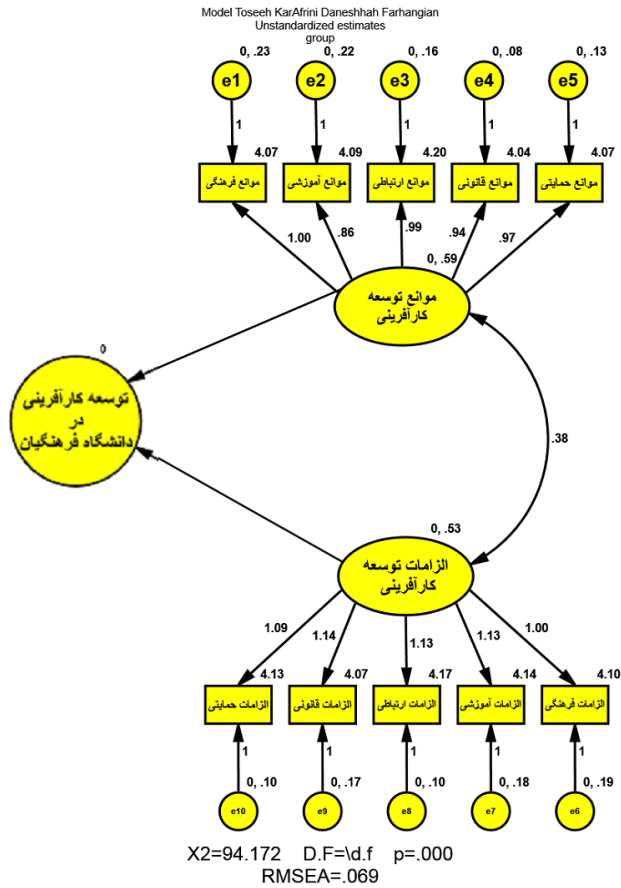 Model Toseeh KarAfrini Daneshhah Farhangian
Unstandardized estimates
group
0, .23 0, .22 0, .16 0, .08 0, .13
e1 e2 e3 e4 e5
1 1 1 1 1
4.07 4.09 4.20 4.04 4.07
موانع فرهنگی موانع آموزشی موانع ارتباطی موانع قانونی موانع حمایتی
1.00 .86 .99 .94 .97
0, .59
موانع توسعه
کارآفرینی
0
توسعه کارآفرینی
در
دانشگاه فرهنگیان
.38
0, .53
الزامات توسعه
کارآفرینی
1.09 1.14 1.13 1.13 1.00
4.13 4.07 4.17 4.14 4.10
الزامات حمایتی الزامات قانونی الزامات ارتباطی الزامات آموزشی الزامات فرهنگی
1 1 1 1 1
0, .10 0, .17 0, .10 0, .18 0, .19
e10 e9 e8 e7 e6
X2=94.172 D.F=\d.f p=.000
RMSEA=.069